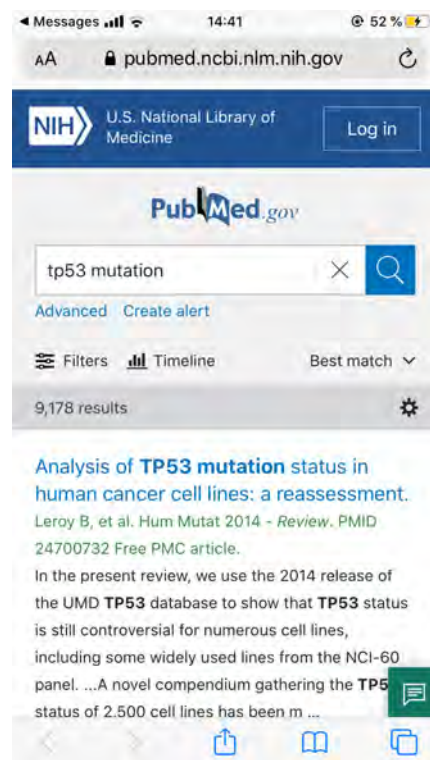 Messages 14:41 52 %
AA pubmed.ncbi.nlm.nih.gov
NIH U.S. National Library of
Medicine
Log in
PubMed.gov
tp53 mutation
Advanced Create alert
Filters Timeline Best match
9,178 results
Analysis of TP53 mutation status in
human cancer cell lines: a reassessment.
Leroy B, et al. Hum Mutat 2014 - Review. PMID
24700732 Free PMC article.
In the present review, we use the 2014 release of
the UMD TP53 database to show that TP53 status
is still controversial for numerous cell lines,
including some widely used lines from the NCI-60
panel. ...A novel compendium gathering the TP5
status of 2.500 cell lines has been m ...